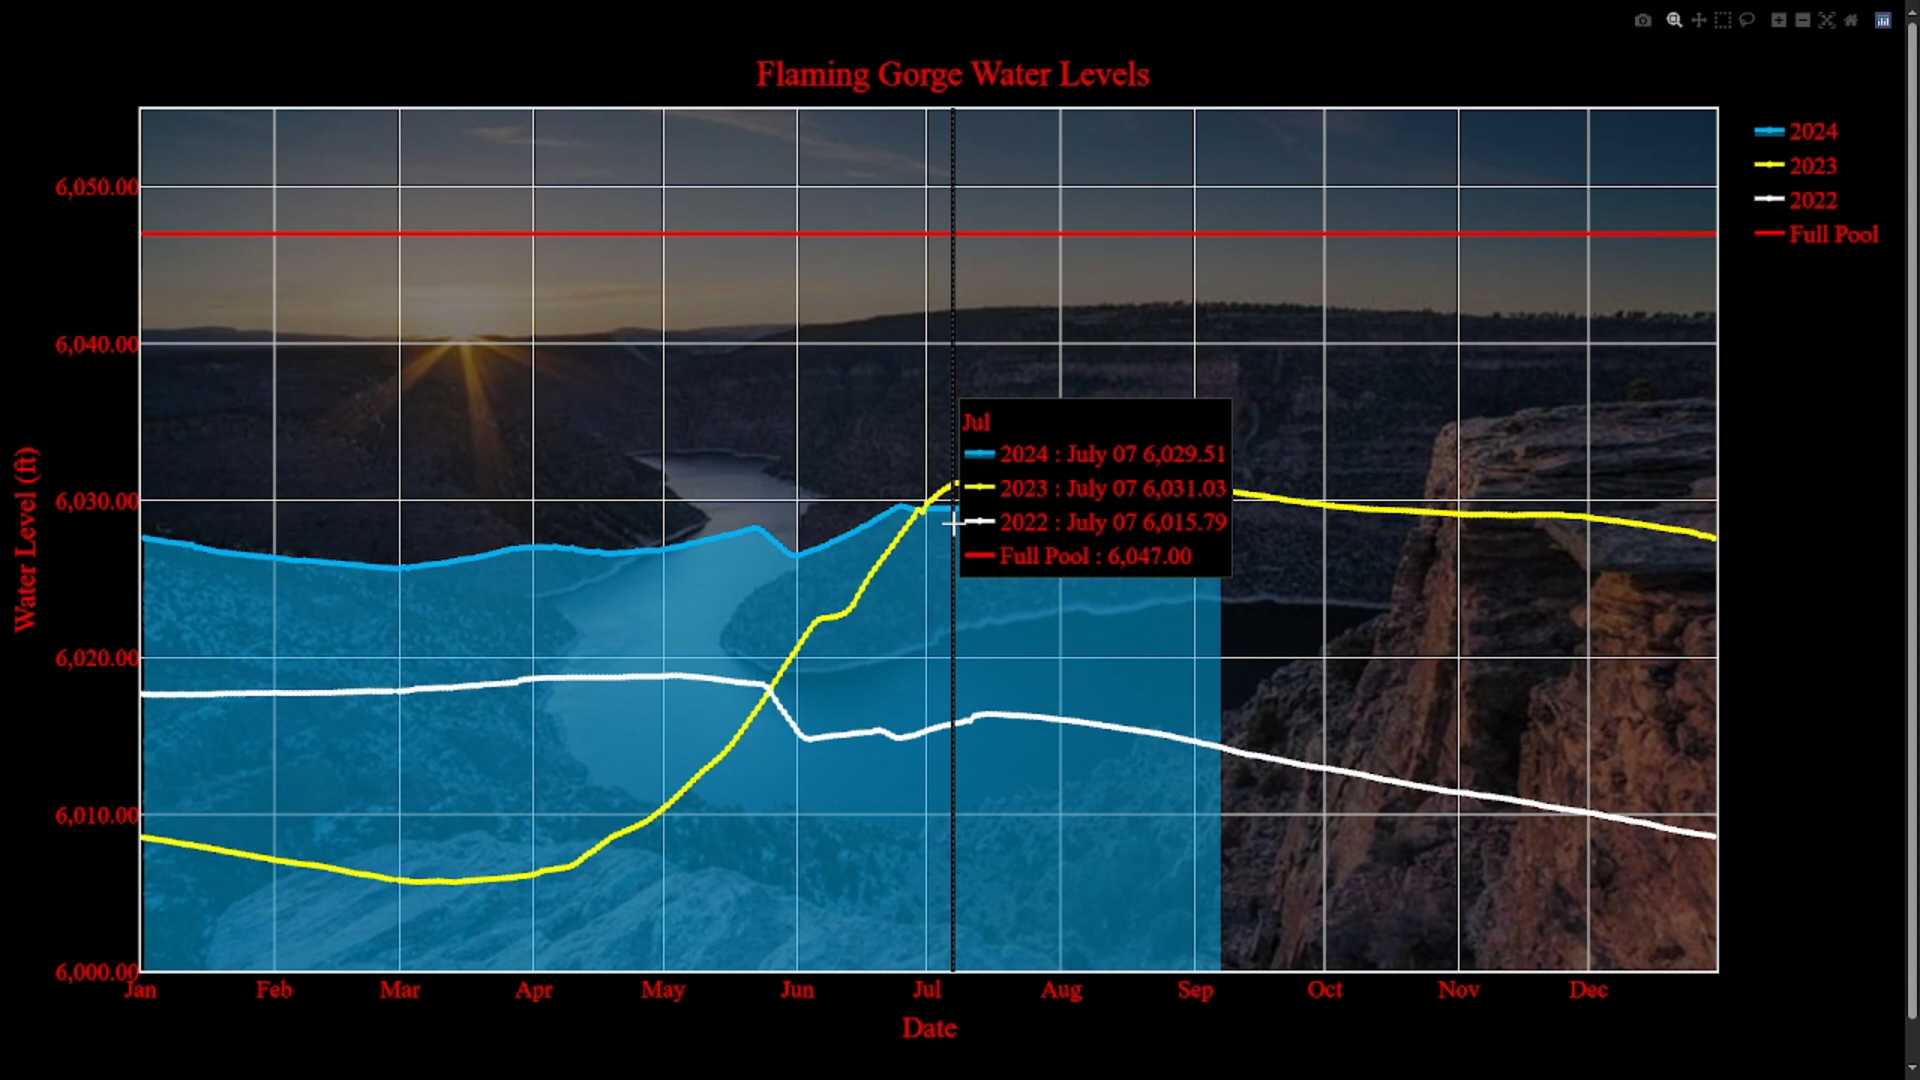 Flaming Gorge Water Levels
2024
2023
2022
Full Pool
6,050.00
6,040.00
6,030.00
6,020.00
6,010.00
6,000.00
Water Level (ft)
Jul
2024 : July 07 6,029.51
2023 : July 07 6,031.03
2022 : July 07 6,015.79
Full Pool : 6,047.00
Jan Feb Mar Apr May Jun Jul Aug Sep Oct Nov Dec
Date